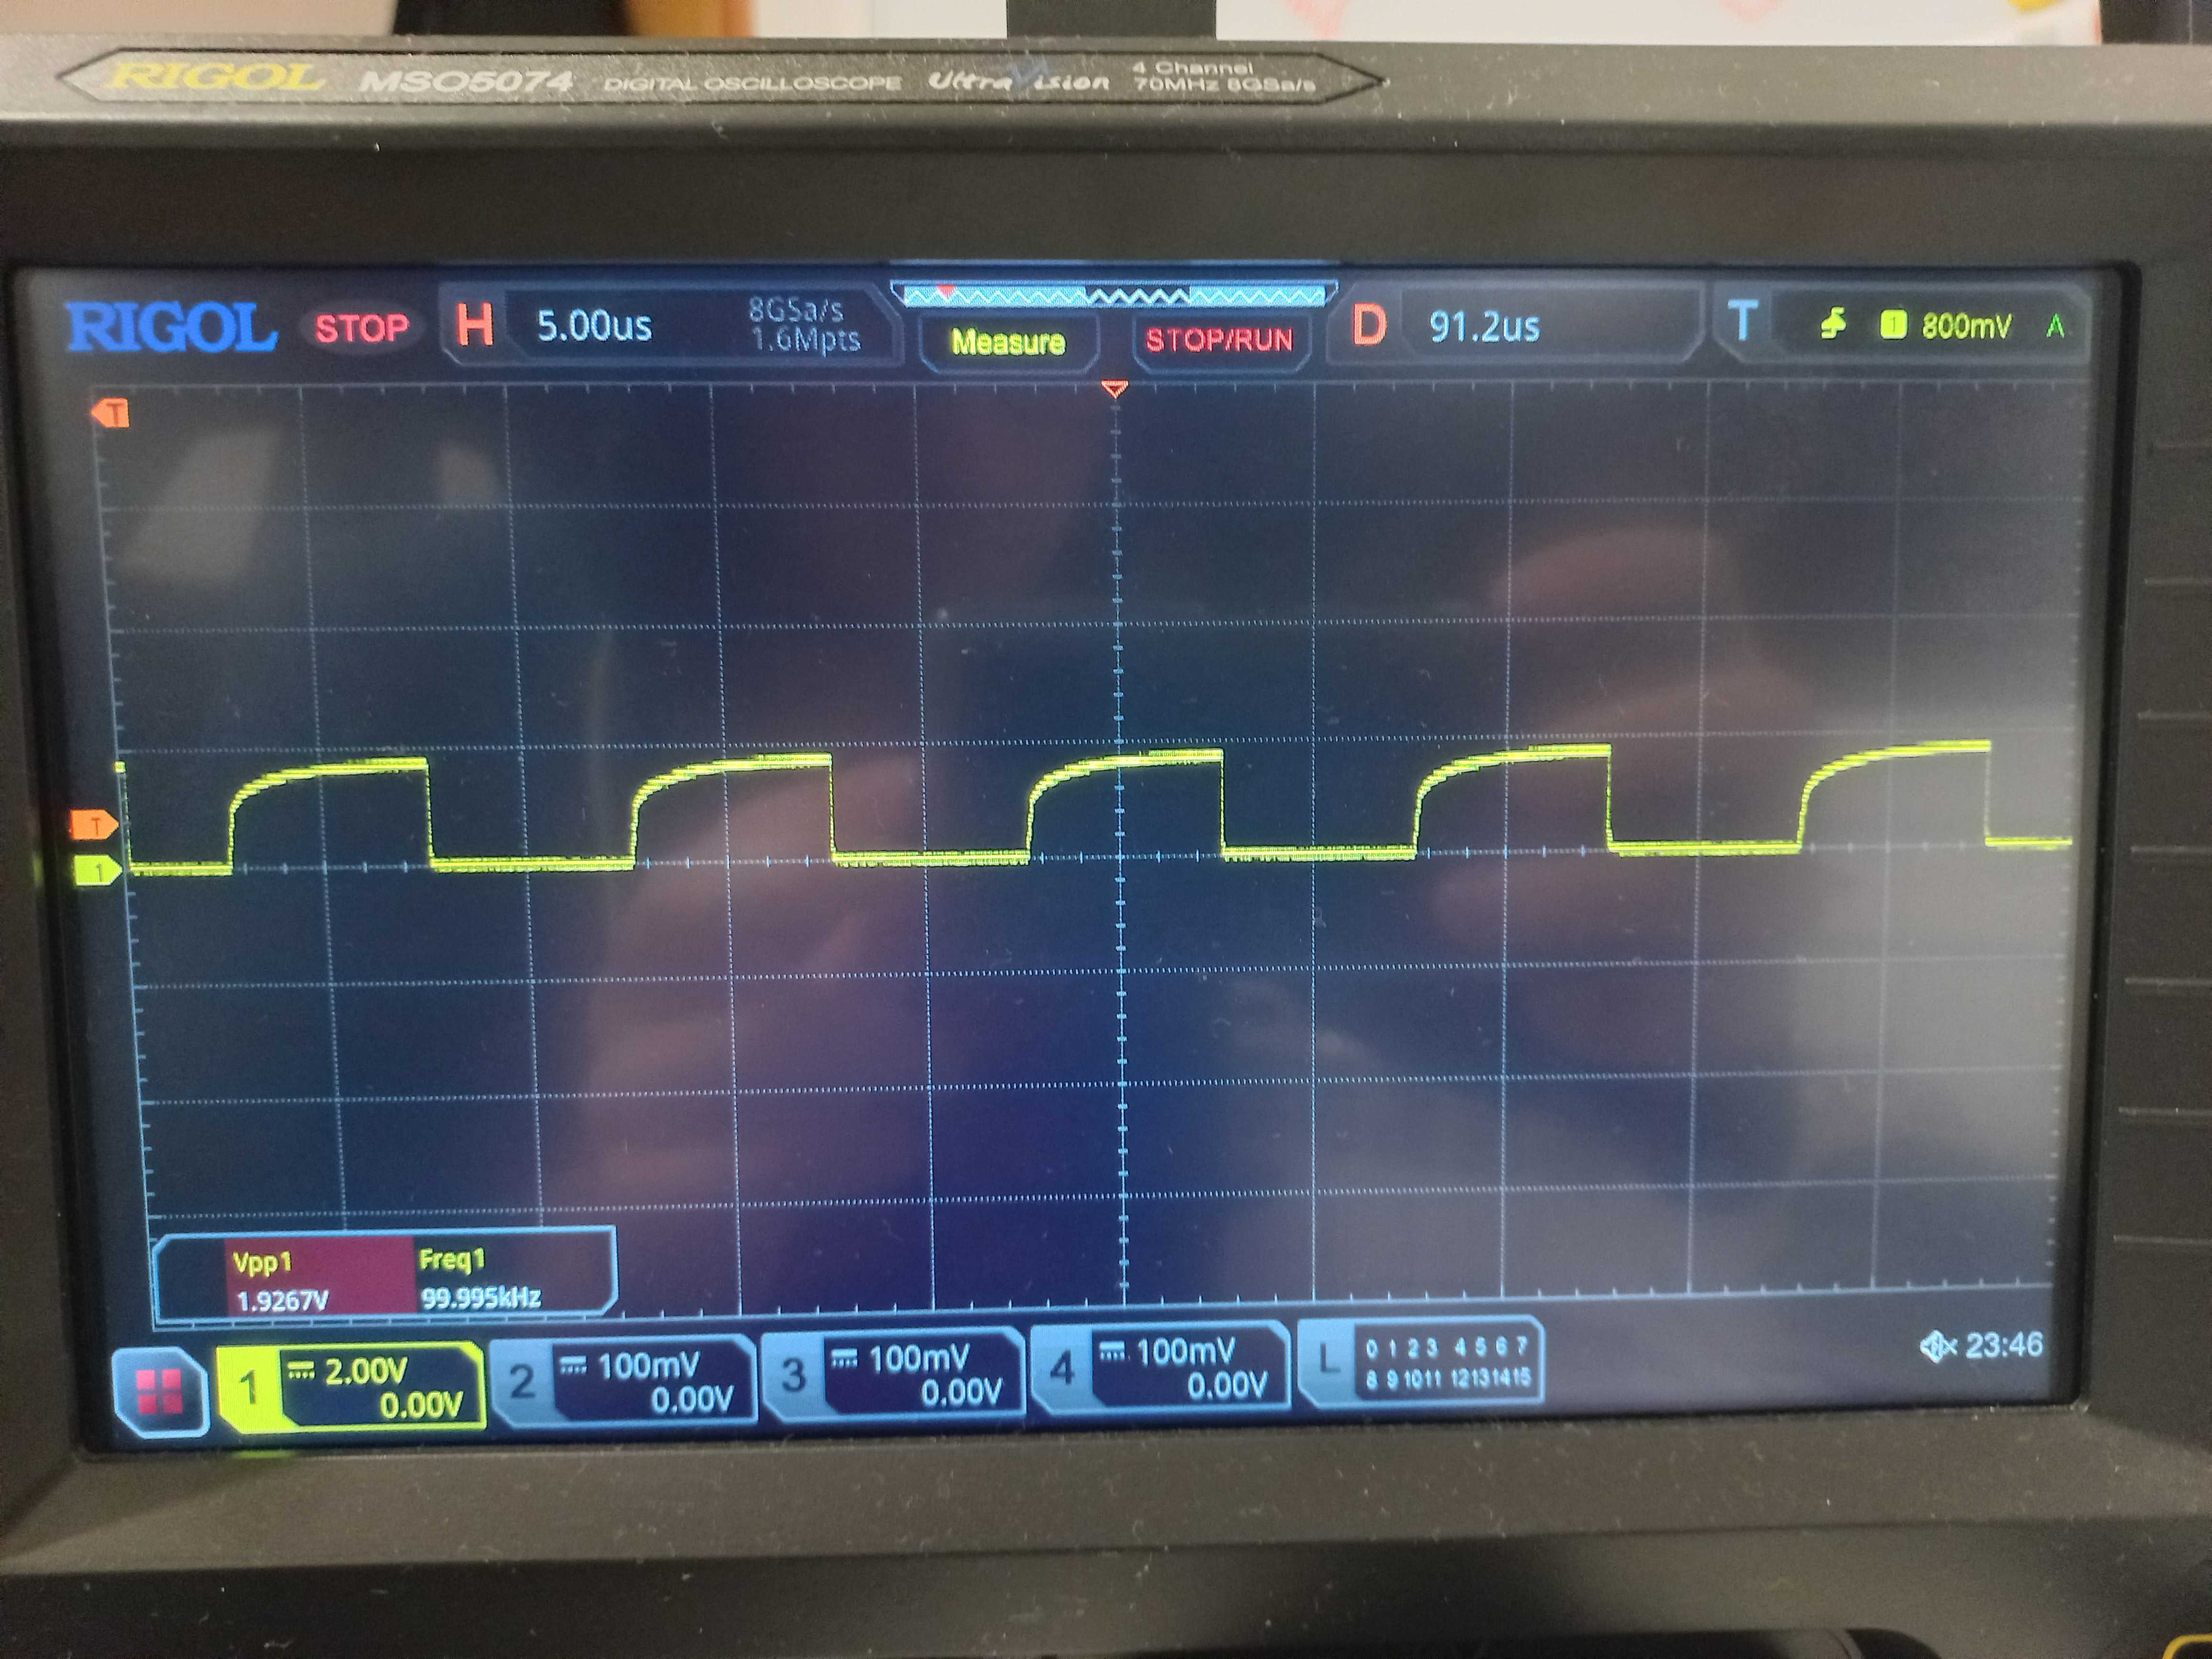 RIGOL MSO5074 DIGITAL OSCILLOSCOPE UltraVision 4 Channel
70MHz 8GSa/s
RIGOL STOP H 5.00us 8GSa/s
1.6Mpts
Measure STOP/RUN D 91.2us T 1 800mV A
T
T
1
Vpp1 Freq1
1.9267V 99.995kHz
1 2.00V
0.00V
2 100mV
0.00V
3 100mV
0.00V
4 100mV
0.00V
L 0 1 2 3 4 5 6 7
8 9 10 11 12 13 14 15
23:46